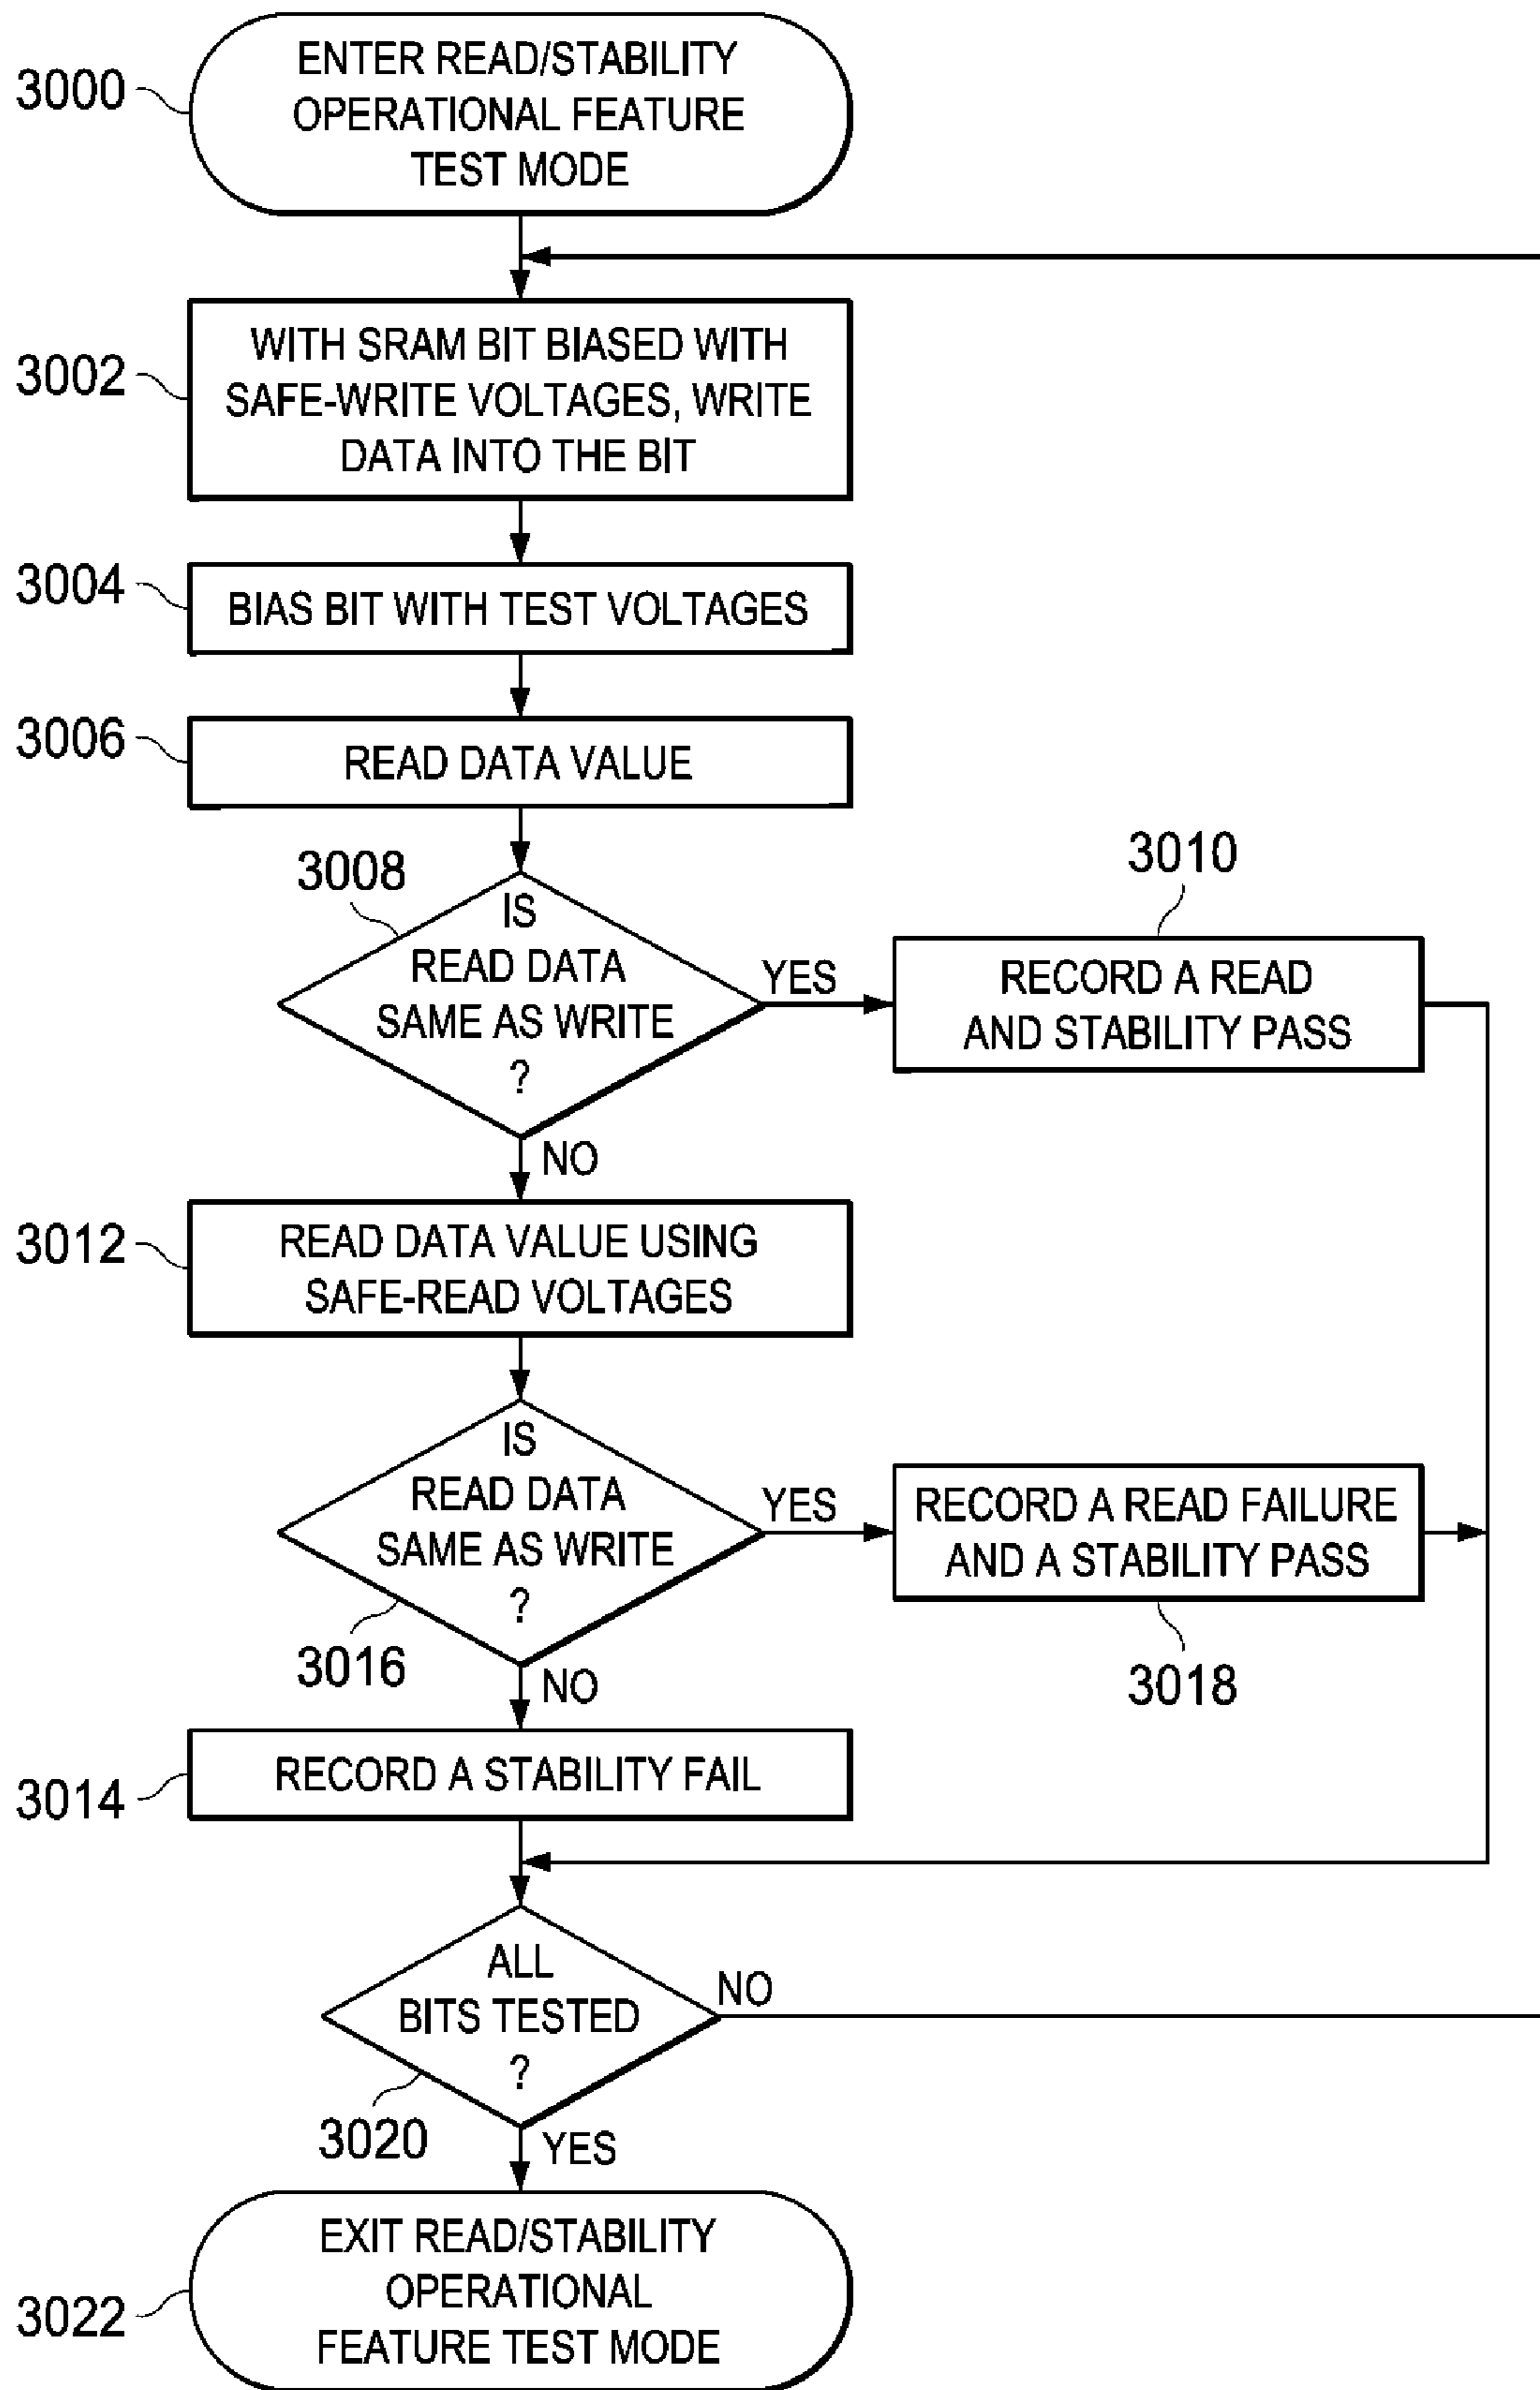 3000
ENTER READ/STABILITY
OPERATIONAL FEATURE
TEST MODE
3002
WITH SRAM BIT BIASED WITH
SAFE-WRITE VOLTAGES, WRITE
DATA INTO THE BIT
3004
BIAS BIT WITH TEST VOLTAGES
3006
READ DATA VALUE
3008
IS
READ DATA
SAME AS WRITE
?
YES
3010
RECORD A READ
AND STABILITY PASS
NO
3012
READ DATA VALUE USING
SAFE-READ VOLTAGES
IS
READ DATA
SAME AS WRITE
?
3016
YES
RECORD A READ FAILURE
AND A STABILITY PASS
3018
NO
3014
RECORD A STABILITY FAIL
ALL
BITS TESTED
?
3020
NO
YES
3022
EXIT READ/STABILITY
OPERATIONAL
FEATURE TEST MODE